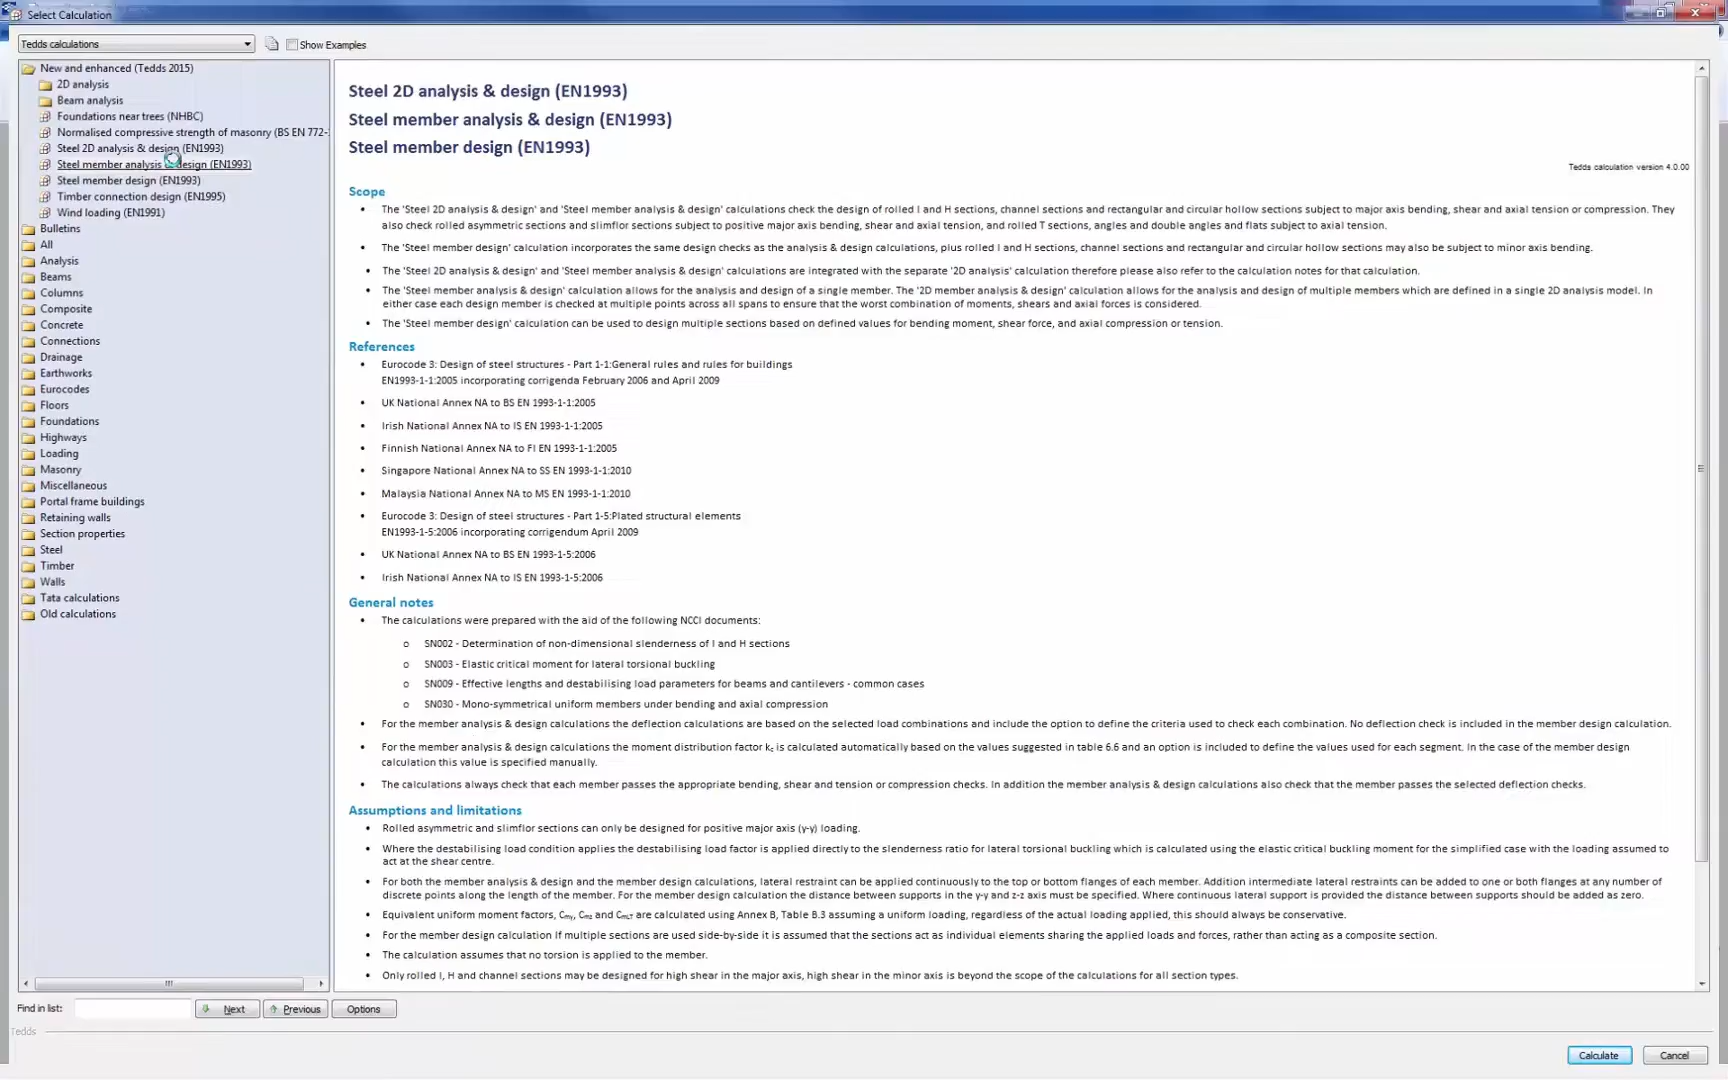 Select Calculation
Tedds calculations
Show Examples
New and enhanced (Tedds 2015)
2D analysis
Beam analysis
Foundations near trees (NHBC)
Normalised compressive strength of masonry (BS EN 772-
Steel 2D analysis & design (EN1993)
Steel member analysis & design (EN1993)
Steel member design (EN1993)
Timber connection design (EN1995)
Wind loading (EN1991)
Bulletins
All
Analysis
Beams
Columns
Composite
Concrete
Connections
Drainage
Earthworks
Eurocodes
Floors
Foundations
Highways
Loading
Masonry
Miscellaneous
Portal frame buildings
Retaining walls
Section properties
Steel
Timber
Walls
Tata calculations
Old calculations
Steel 2D analysis & design (EN1993)
Steel member analysis & design (EN1993)
Steel member design (EN1993)
Tedds calculation version 4.0.00
Scope
• The 'Steel 2D analysis & design' and 'Steel member analysis & design' calculations check the design of rolled I and H sections, channel sections and rectangular and circular hollow sections subject to major axis bending, shear and axial tension or compression. They
also check rolled asymmetric sections and slimflor sections subject to positive major axis bending, shear and axial tension, and rolled T sections, angles and double angles and flats subject to axial tension.
• The 'Steel member design' calculation incorporates the same design checks as the analysis & design calculations, plus rolled I and H sections, channel sections and rectangular and circular hollow sections may also be subject to minor axis bending.
• The 'Steel 2D analysis & design' and 'Steel member analysis & design' calculations are integrated with the separate '2D analysis' calculation therefore please also refer to the calculation notes for that calculation.
• The 'Steel member analysis & design' calculation allows for the analysis and design of a single member. The '2D member analysis & design' calculation allows for the analysis and design of multiple members which are defined in a single 2D analysis model. In
either case each design member is checked at multiple points across all spans to ensure that the worst combination of moments, shears and axial forces is considered.
• The 'Steel member design' calculation can be used to design multiple sections based on defined values for bending moment, shear force, and axial compression or tension.
References
• Eurocode 3: Design of steel structures - Part 1-1:General rules and rules for buildings
EN1993-1-1:2005 incorporating corrigenda February 2006 and April 2009
• UK National Annex NA to BS EN 1993-1-1:2005
• Irish National Annex NA to IS EN 1993-1-1:2005
• Finnish National Annex NA to FI EN 1993-1-1:2005
• Singapore National Annex NA to SS EN 1993-1-1:2010
• Malaysia National Annex NA to MS EN 1993-1-1:2010
• Eurocode 3: Design of steel structures - Part 1-5:Plated structural elements
EN1993-1-5:2006 incorporating corrigendum April 2009
• UK National Annex NA to BS EN 1993-1-5:2006
• Irish National Annex NA to IS EN 1993-1-5:2006
General notes
• The calculations were prepared with the aid of the following NCCI documents:
o SN002 - Determination of non-dimensional slenderness of I and H sections
o SN003 - Elastic critical moment for lateral torsional buckling
o SN009 - Effective lengths and destabilising load parameters for beams and cantilevers - common cases
o SN030 - Mono-symmetrical uniform members under bending and axial compression
• For the member analysis & design calculations the deflection calculations are based on the selected load combinations and include the option to define the criteria used to check each combination. No deflection check is included in the member design calculation.
• For the member analysis & design calculations the moment distribution factor kc is calculated automatically based on the values suggested in table 6.6 and an option is included to define the values used for each segment. In the case of the member design
calculation this value is specified manually.
• The calculations always check that each member passes the appropriate bending, shear and tension or compression checks. In addition the member analysis & design calculations also check that the member passes the selected deflection checks.
Assumptions and limitations
• Rolled asymmetric and slimflor sections can only be designed for positive major axis (y-y) loading.
• Where the destabilising load condition applies the destabilising load factor is applied directly to the slenderness ratio for lateral torsional buckling which is calculated using the elastic critical buckling moment for the simplified case with the loading assumed to
act at the shear centre.
• For both the member analysis & design and the member design calculations, lateral restraint can be applied continuously to the top or bottom flanges of each member. Addition intermediate lateral restraints can be added to one or both flanges at any number of
discrete points along the length of the member. For the member design calculation the distance between supports in the y-y and z-z axis must be specified. Where continuous lateral support is provided the distance between supports should be added as zero.
• Equivalent uniform moment factors, Cmy, Cmz and CmLT are calculated using Annex B, Table B.3 assuming a uniform loading, regardless of the actual loading applied, this should always be conservative.
• For the member design calculation if multiple sections are used side-by-side it is assumed that the sections act as individual elements sharing the applied loads and forces, rather than acting as a composite section.
• The calculation assumes that no torsion is applied to the member.
• Only rolled I, H and channel sections may be designed for high shear in the major axis, high shear in the minor axis is beyond the scope of the calculations for all section types.
Find in list:
Next
Previous
Options
Tedds
Calculate
Cancel